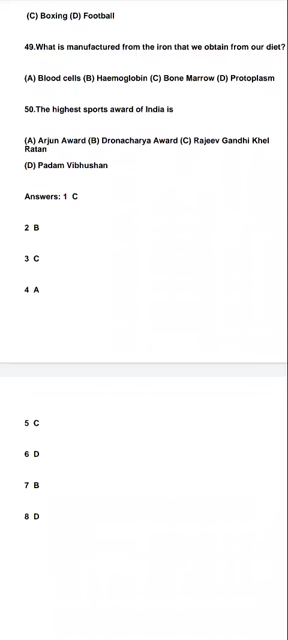 (C) Boxing (D) Football
49.What is manufactured from the iron that we obtain from our diet?
(A) Blood cells (B) Haemoglobin (C) Bone Marrow (D) Protoplasm
50.The highest sports award of India is
(A) Arjun Award (B) Dronacharya Award (C) Rajeev Gandhi Khel
Ratan
(D) Padam Vibhushan
Answers: 1 C
2 B
3 C
4 A
5 C
6 D
7 B
8 D